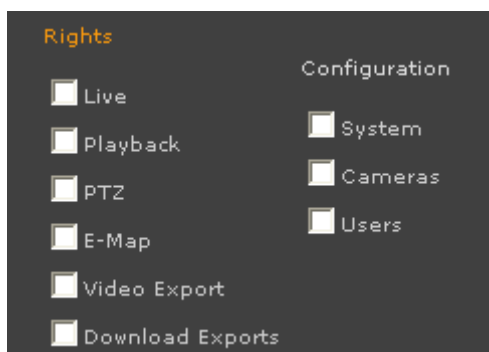 Rights
Live
Playback
PTZ
E-Map
Video Export
Download Exports
Configuration
System
Cameras
Users